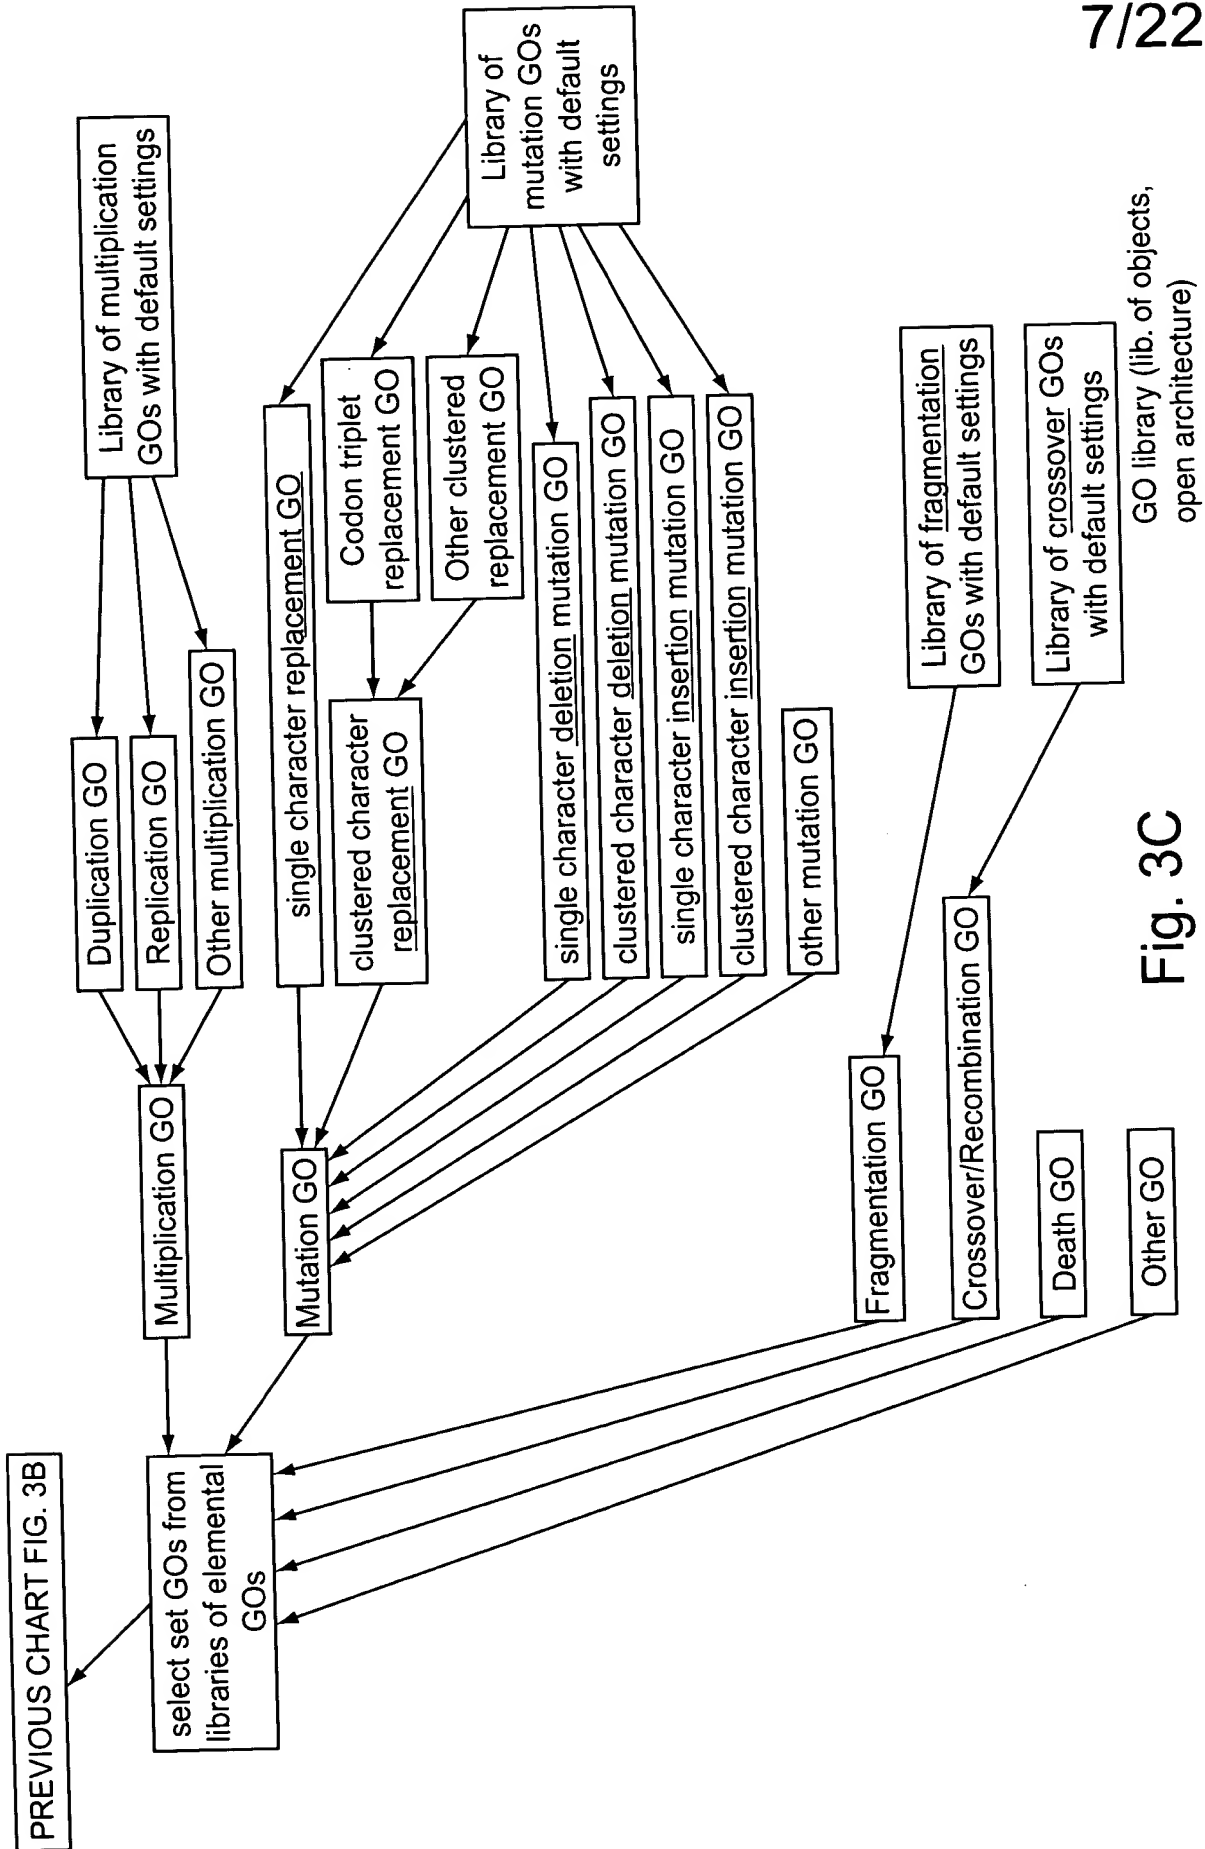 7/22
PREVIOUS CHART FIG. 3B
select set GOs from
libraries of elemental
GOs
Multiplication GO
Duplication GO
Replication GO
Other multiplication GO
Library of multiplication
GOs with default settings
Mutation GO
single character replacement GO
clustered character
replacement GO
Codon triplet
replacement GO
Other clustered
replacement GO
single character deletion mutation GO
clustered character deletion mutation GO
single character insertion mutation GO
clustered character insertion mutation GO
other mutation GO
Library of
mutation GOs
with default
settings
Fragmentation GO
Library of fragmentation
GOs with default settings
Crossover/Recombination GO
Library of crossover GOs
with default settings
Death GO
Other GO
GO library (lib. of objects,
open architecture)
Fig. 3C